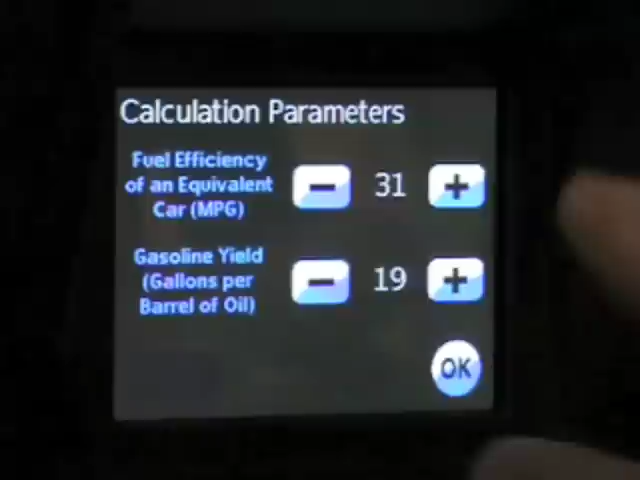 Calculation Parameters
Fuel Efficiency
of an Equivalent
Car (MPG)
− 31 +
Gasoline Yield
(Gallons per
Barrel of Oil)
− 19 +
OK